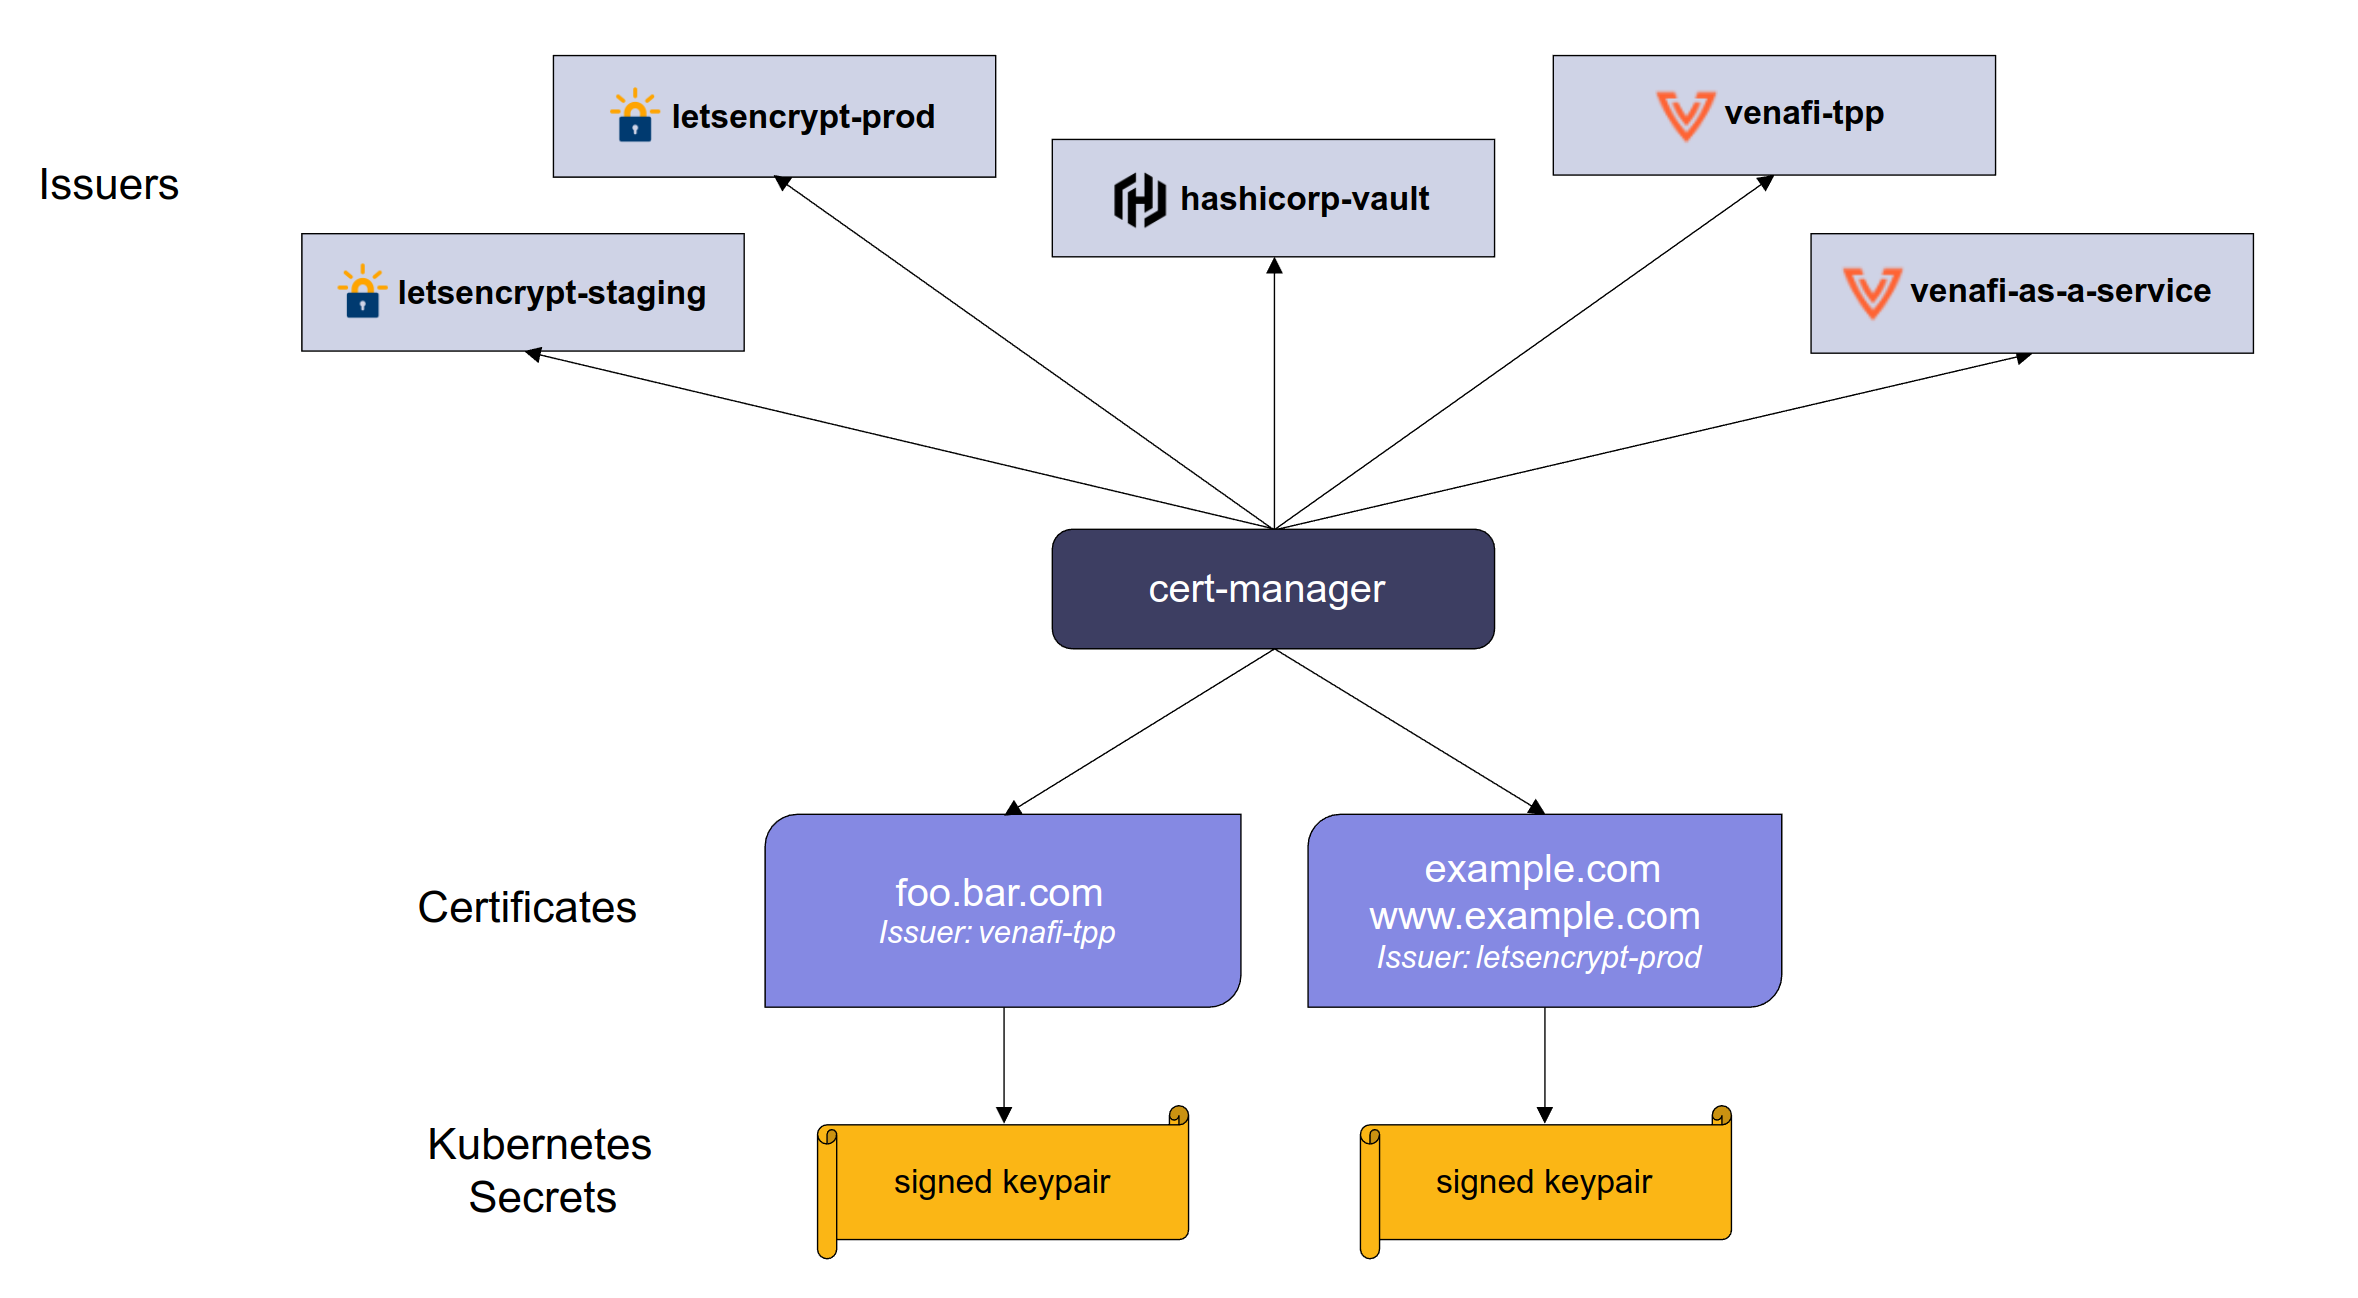 letsencrypt-prod
venafi-tpp
Issuers
hashicorp-vault
letsencrypt-staging
venafi-as-a-service
cert-manager
Certificates
foo.bar.com
Issuer: venafi-tpp
example.com
www.example.com
Issuer: letsencrypt-prod
Kubernetes
Secrets
signed keypair
signed keypair